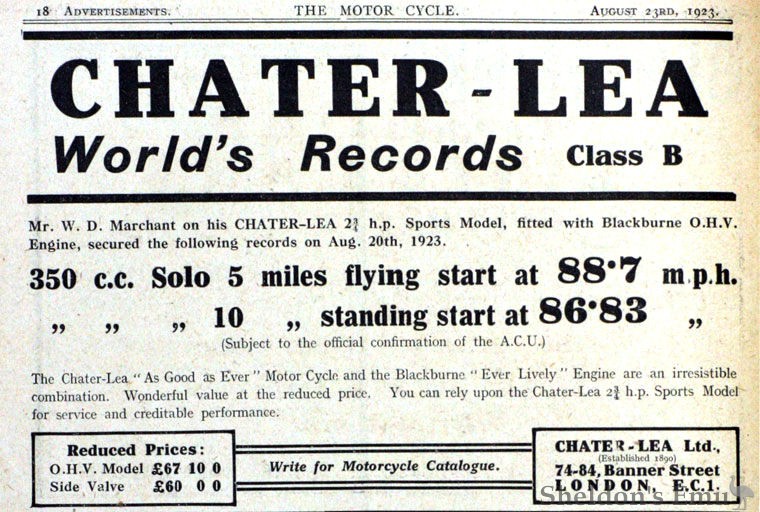 18 ADVERTISEMENTS. THE MOTOR CYCLE. AUGUST 23RD, 1923.
CHATER-LEA
World's Records Class B
Mr. W. D. Marchant on his CHATER-LEA 2¾ h.p. Sports Model, fitted with Blackburne O.H.V.
Engine, secured the following records on Aug. 20th, 1923.
350 c.c. Solo 5 miles flying start at 88·7 m.p.h.
„ „ „ 10 „ standing start at 86·83 „
(Subject to the official confirmation of the A.C.U.)
The Chater-Lea "As Good as Ever" Motor Cycle and the Blackburne "Ever Lively" Engine are an irresistible
combination. Wonderful value at the reduced price. You can rely upon the Chater-Lea 2¾ h.p. Sports Model
for service and creditable performance.
Reduced Prices:
O.H.V. Model £67 10 0
Side Valve £60 0 0
Write for Motorcycle Catalogue.
CHATER-LEA Ltd.,
(Established 1890)
74-84, Banner Street
LONDON, E.C.1.
Sheldon's Emu